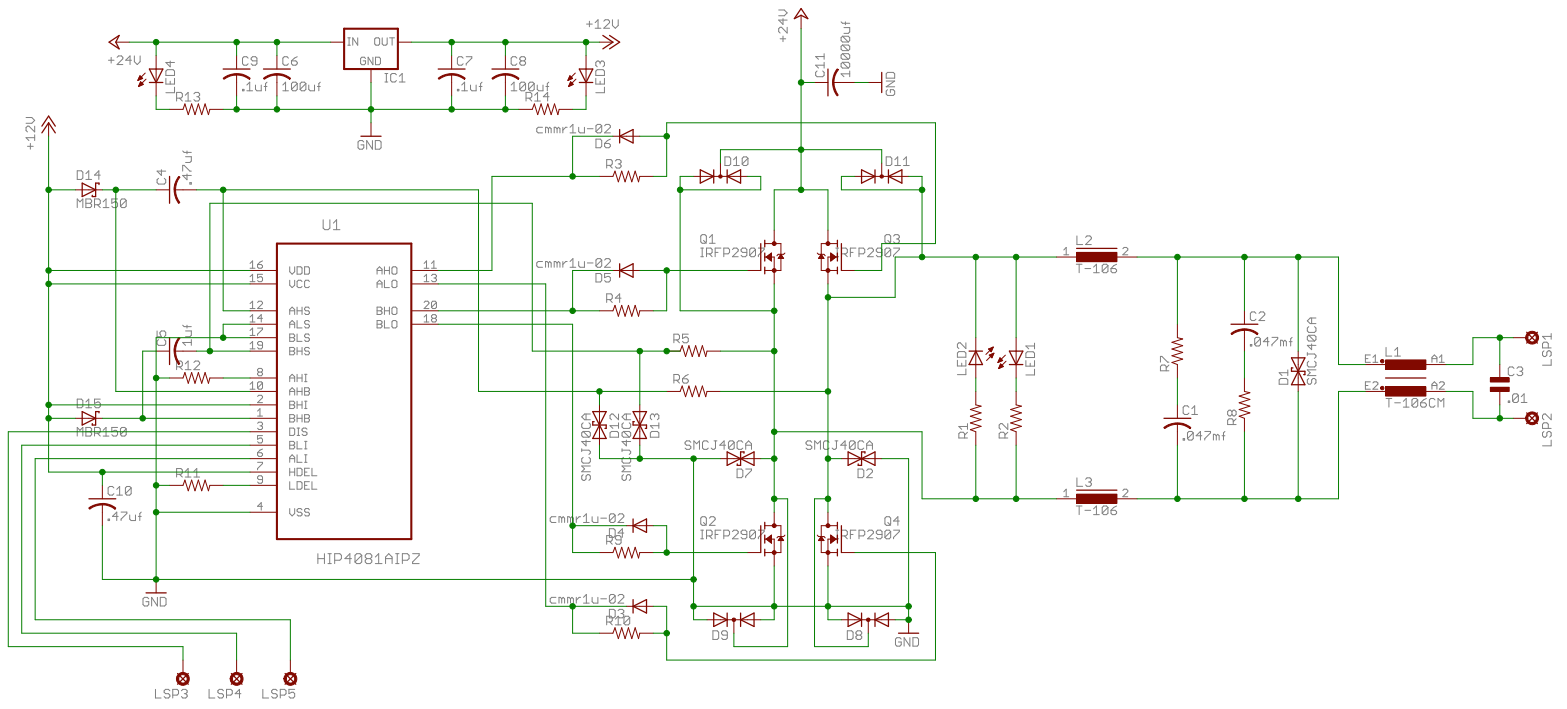 +24V
LED4
R13
C9
.1uf
C6
100uf
IN OUT
GND
IC1
GND
C7
.1uf
C8
100uf
R14
LED3
+12V
+24V
C11
10000uf
GND
+12V
D14
MBR150
C4
.47uf
U1
16 VDD
15 VCC
12 AHS
14 ALS
17 BLS
19 BHS
8 AHI
10 AHB
2 BHI
1 BHB
3 DIS
5 BLI
6 ALI
7 HDEL
9 LDEL
4 VSS
AHO 11
ALO 13
BHO 20
BLO 18
HIP4081AIPZ
C5
1uf
R12
D15
MBR150
R11
C10
.47uf
GND
LSP3
LSP4
LSP5
cmmr1u-02
D6
R3
cmmr1u-02
D5
R4
R5
R6
SMCJ40CA
D12
SMCJ40CA
D13
cmmr1u-02
D4
R9
cmmr1u-02
D3
R10
D10
D11
Q1
IRFP2907
Q3
IRFP2907
SMCJ40CA
D7
SMCJ40CA
D2
Q2
IRFP2907
Q4
IRFP2907
D9
D8
GND
LED2
LED1
R1
R2
L2
1 2
T-106
L3
1 2
T-106
R7
C1
.047mf
C2
.047mf
R8
D1
SMCJ40CA
L1
E1 A1
E2 A2
T-106CM
C3
.01
LSP1
LSP2